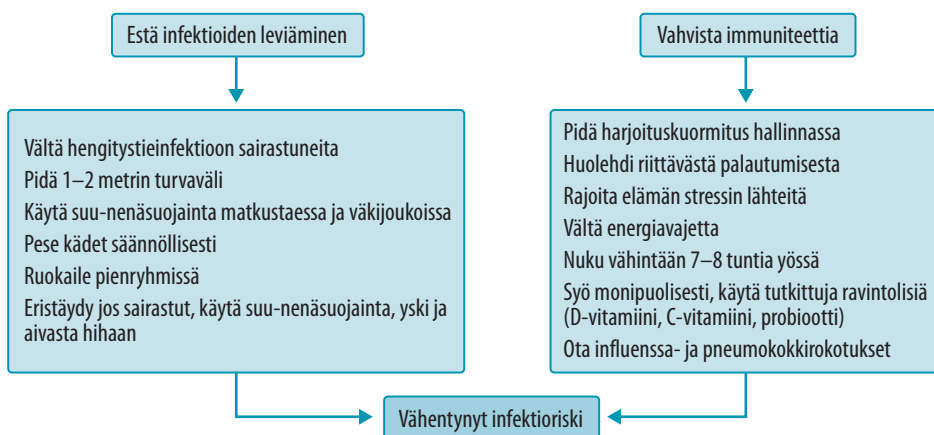 Estä infektioiden leviäminen
Vältä hengitystieinfektioon sairastuneita
Pidä 1–2 metrin turvaväli
Käytä suu-nenäsuojainta matkustaessa ja väkijoukoissa
Pese kädet säännöllisesti
Ruokaile pienryhmissä
Eristäydy jos sairastut, käytä suu-nenäsuojainta, yski ja
aivasta hihaan
Vahvista immuniteettia
Pidä harjoituskuormitus hallinnassa
Huolehdi riittävästä palautumisesta
Rajoita elämän stressin lähteitä
Vältä energiavajetta
Nuku vähintään 7–8 tuntia yössä
Syö monipuolisesti, käytä tutkittuja ravintolisiä
(D-vitamiini, C-vitamiini, probiootti)
Ota influenssa- ja pneumokokkirokotukset
Vähentynyt infektioriski